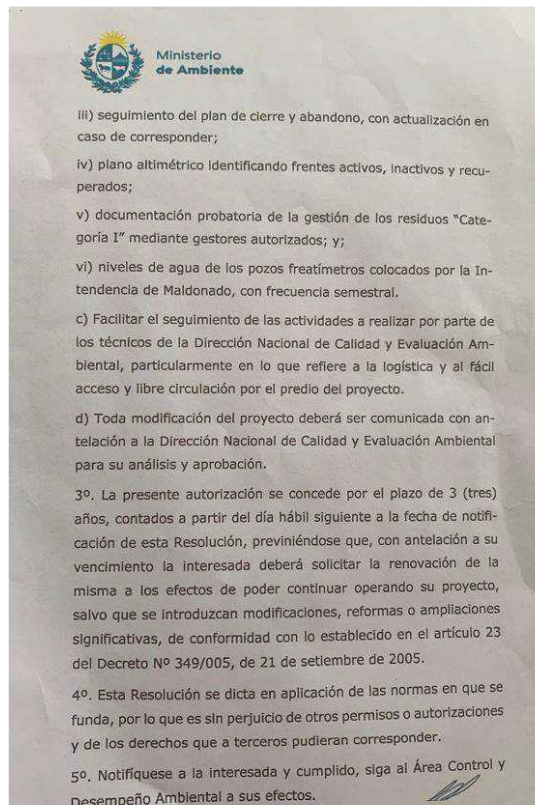 Ministerio
de Ambiente
iii) seguimiento del plan de cierre y abandono, con actualización en
caso de corresponder;
iv) plano altimétrico identificando frentes activos, inactivos y recu-
perados;
v) documentación probatoria de la gestión de los residuos "Cate-
goría I" mediante gestores autorizados; y;
vi) niveles de agua de los pozos freatímetros colocados por la In-
tendencia de Maldonado, con frecuencia semestral.
c) Facilitar el seguimiento de las actividades a realizar por parte de
los técnicos de la Dirección Nacional de Calidad y Evaluación Am-
biental, particularmente en lo que refiere a la logística y al fácil
acceso y libre circulación por el predio del proyecto.
d) Toda modificación del proyecto deberá ser comunicada con an-
telación a la Dirección Nacional de Calidad y Evaluación Ambiental
para su análisis y aprobación.
3º. La presente autorización se concede por el plazo de 3 (tres)
años, contados a partir del día hábil siguiente a la fecha de notifi-
cación de esta Resolución, previniéndose que, con antelación a su
vencimiento la interesada deberá solicitar la renovación de la
misma a los efectos de poder continuar operando su proyecto,
salvo que se introduzcan modificaciones, reformas o ampliaciones
significativas, de conformidad con lo establecido en el artículo 23
del Decreto Nº 349/005, de 21 de setiembre de 2005.
4º. Esta Resolución se dicta en aplicación de las normas en que se
funda, por lo que es sin perjuicio de otros permisos o autorizaciones
y de los derechos que a terceros pudieran corresponder.
5º. Notifíquese a la interesada y cumplido, siga al Área Control y
Desempeño Ambiental a sus efectos.